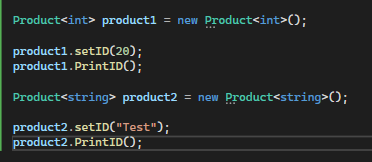 Product<int> product1 = new Product<int>();
product1.setID(20);
product1.PrintID();
Product<string> product2 = new Product<string>();
product2.setID("Test");
product2.PrintID();